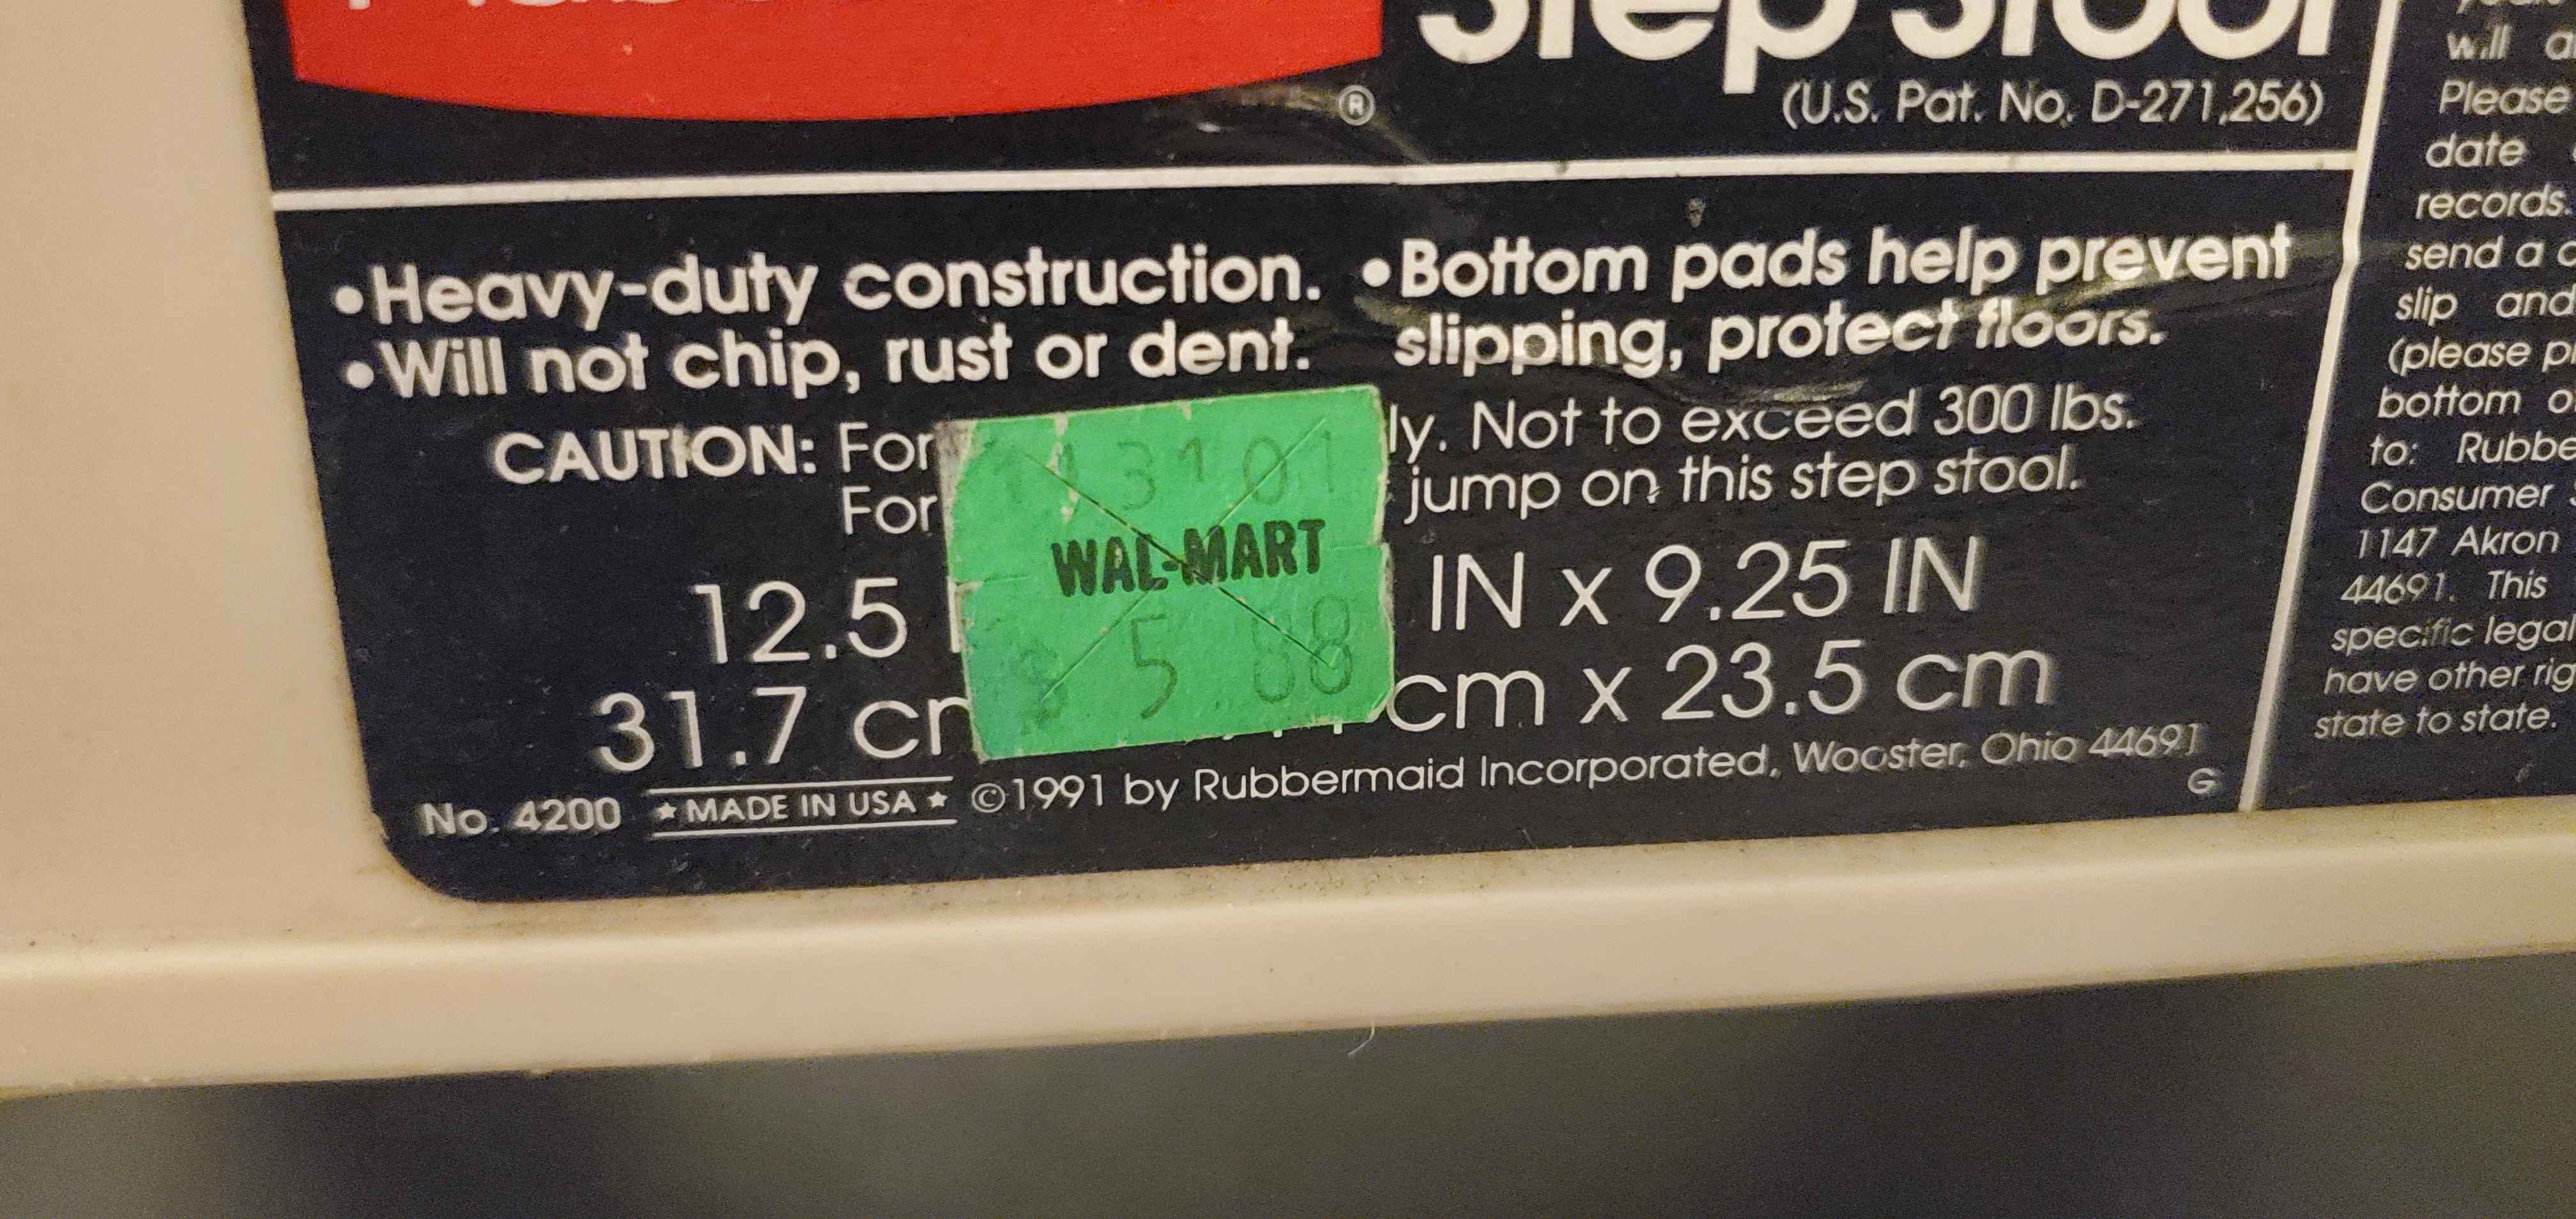 Step Stool
®
(U.S. Pat. No. D-271,256)
•Heavy-duty construction.
•Will not chip, rust or dent.
•Bottom pads help prevent
slipping, protect floors.
CAUTION: For ly. Not to exceed 300 lbs.
For jump on this step stool.
12.5 IN x 9.25 IN
31.7 cm cm x 23.5 cm
113101
WAL-MART
$ 5 88
No. 4200 ★ MADE IN USA ★ ©1991 by Rubbermaid Incorporated, Wooster, Ohio 44691
G
will
Please
date
records.
send a
slip and
(please
bottom
to:
Consumer
1147 Akron
44691. This
specific legal
have other
state to state.